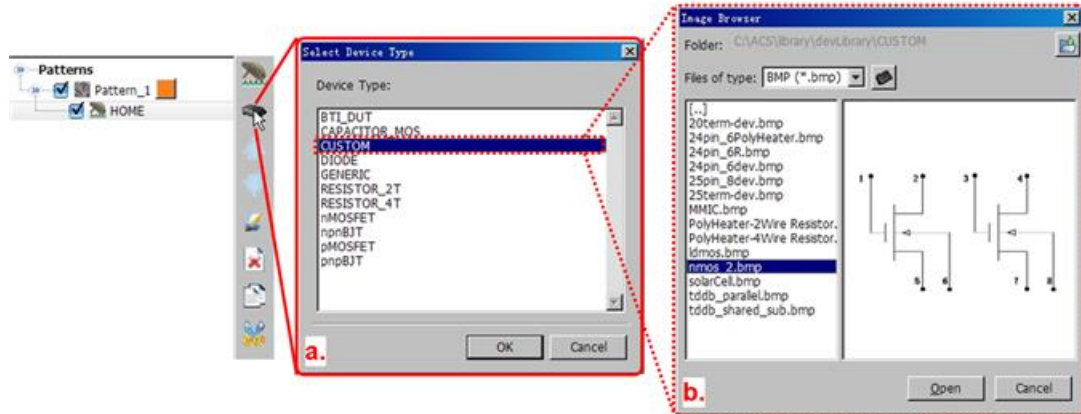 Patterns
Pattern_1
HOME
Select Device Type
Device Type:
BTI_DUT
CAPACITOR_MOS
CUSTOM
DIODE
GENERIC
RESISTOR_2T
RESISTOR_4T
nMOSFET
npnBJT
pMOSFET
pnpBJT
OK Cancel
a.
Image Browser
Folder: C:\ACS\library\devLibrary\CUSTOM
Files of type: BMP (*.bmp)
[..]
20term-dev.bmp
24pin_6PolyHeater.bmp
24pin_6R.bmp
24pin_6dev.bmp
25pin_8dev.bmp
25term-dev.bmp
MMIC.bmp
PolyHeater-2Wire Resistor.
PolyHeater-4Wire Resistor.
ldmos.bmp
nmos_2.bmp
solarCell.bmp
tddb_parallel.bmp
tddb_shared_sub.bmp
1 2 3 4
5 6 7 8
Open Cancel
b.